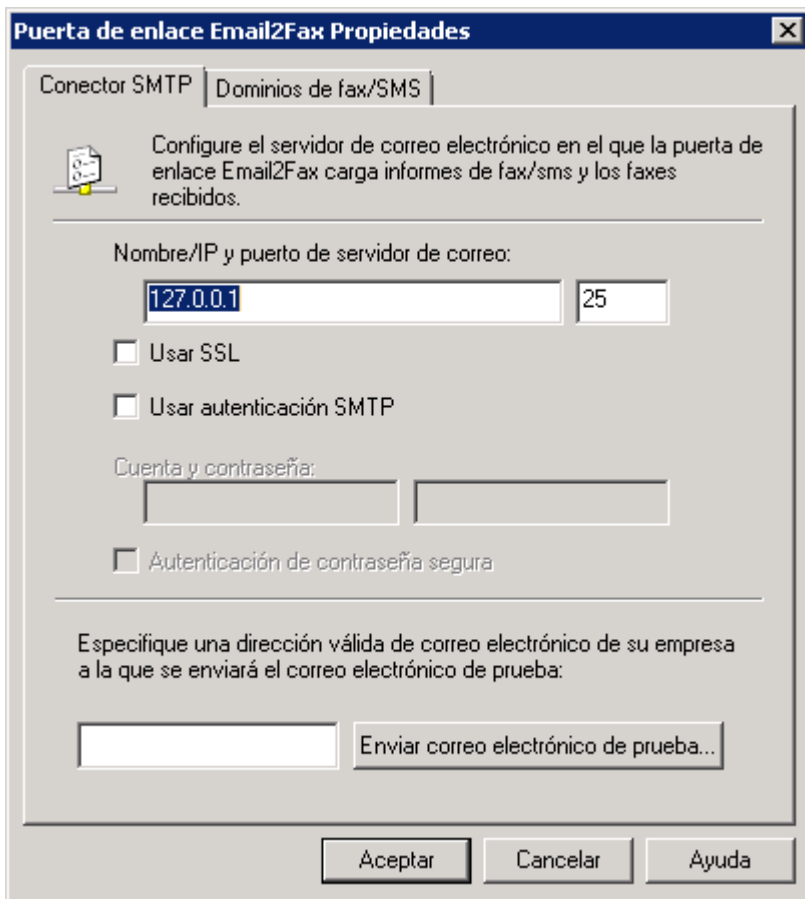 Puerta de enlace Email2Fax Propiedades
Conector SMTP
Dominios de fax/SMS
Configure el servidor de correo electrónico en el que la puerta de
enlace Email2Fax carga informes de fax/sms y los faxes
recibidos.
Nombre/IP y puerto de servidor de correo:
127.0.0.1
25
Usar SSL
Usar autenticación SMTP
Cuenta y contraseña:
Autenticación de contraseña segura
Especifique una dirección válida de correo electrónico de su empresa
a la que se enviará el correo electrónico de prueba:
Enviar correo electrónico de prueba...
Aceptar
Cancelar
Ayuda